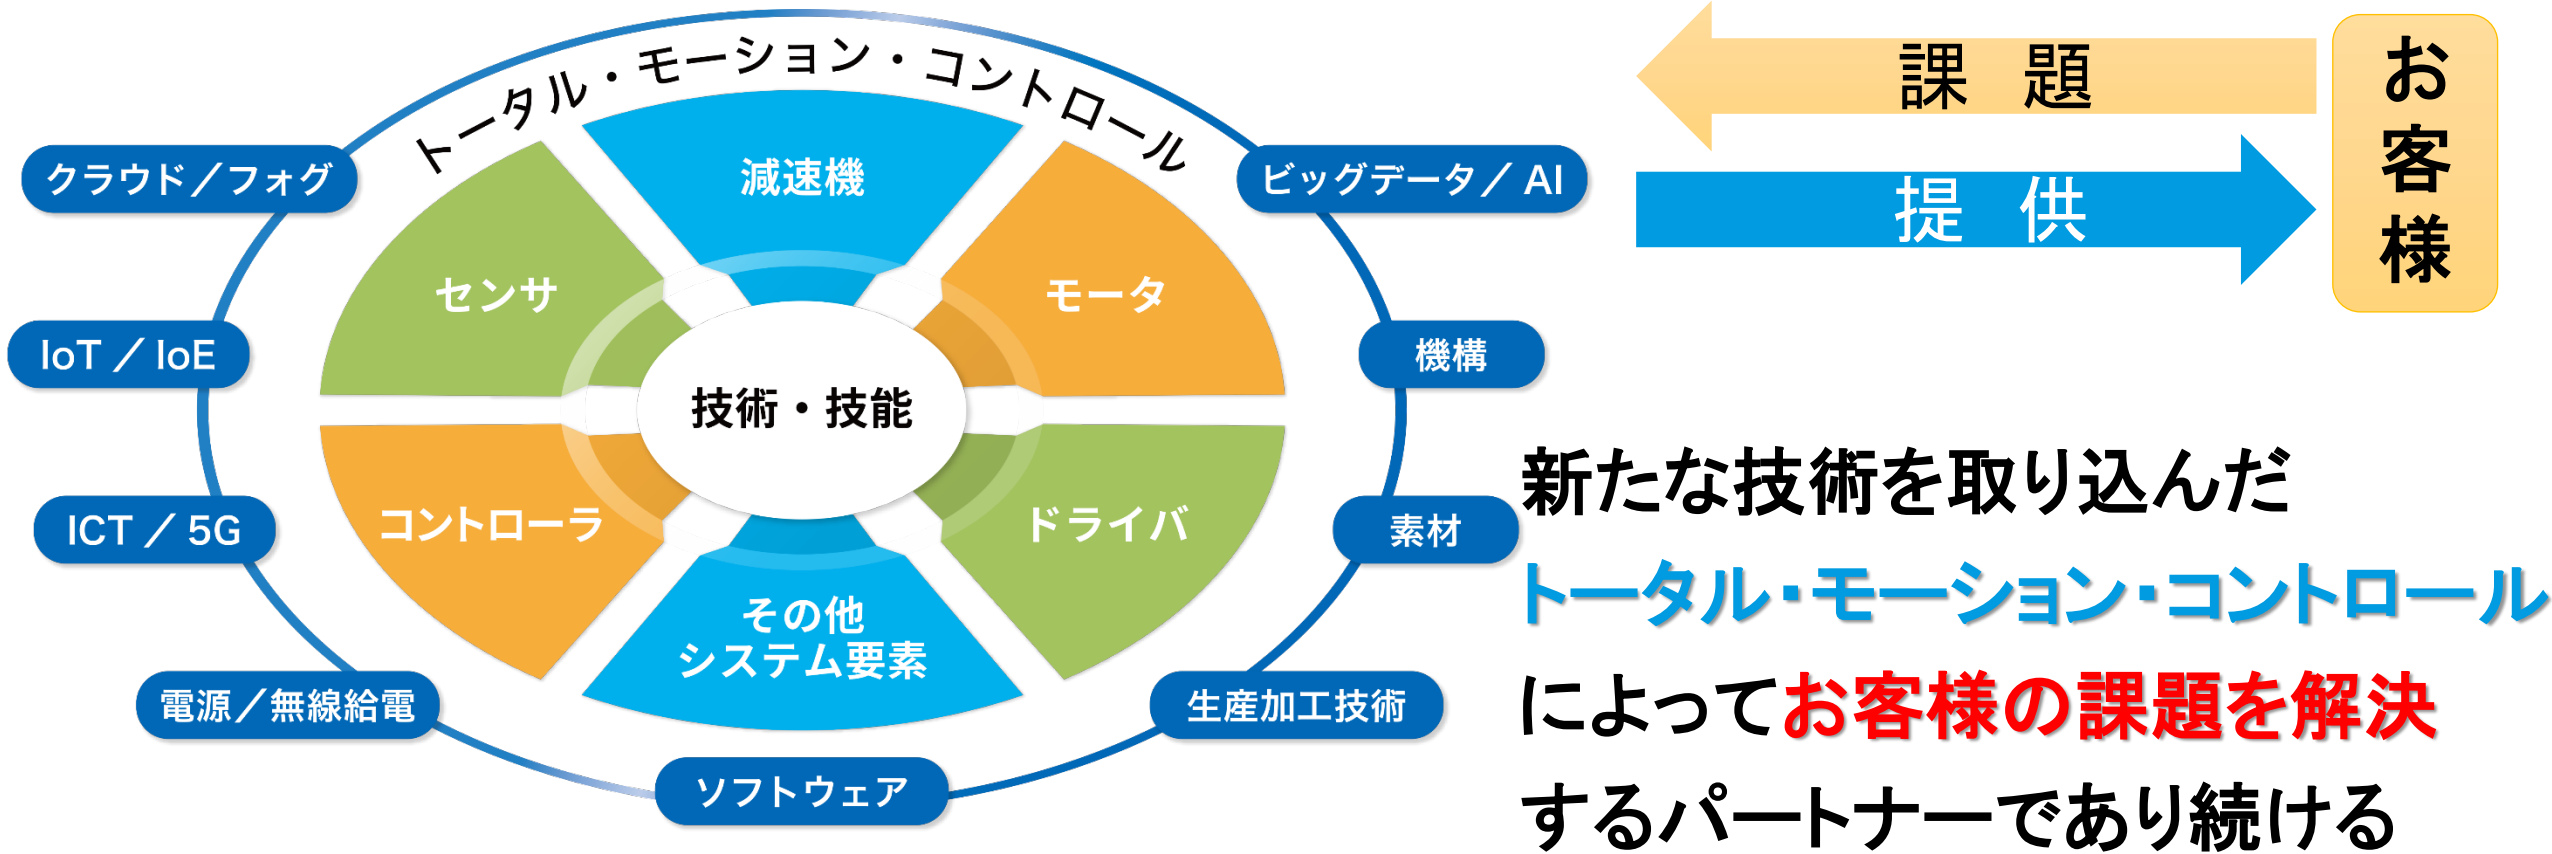 トータル・モーション・コントロール
クラウド／フォグ
IoT／IoE
ICT／5G
電源／無線給電
ソフトウェア
生産加工技術
素材
機構
ビッグデータ／AI
減速機
モータ
ドライバ
その他
システム要素
コントローラ
センサ
技術・技能
課 題
提 供
お客様
新たな技術を取り込んだ
トータル・モーション・コントロール
によってお客様の課題を解決
するパートナーであり続ける